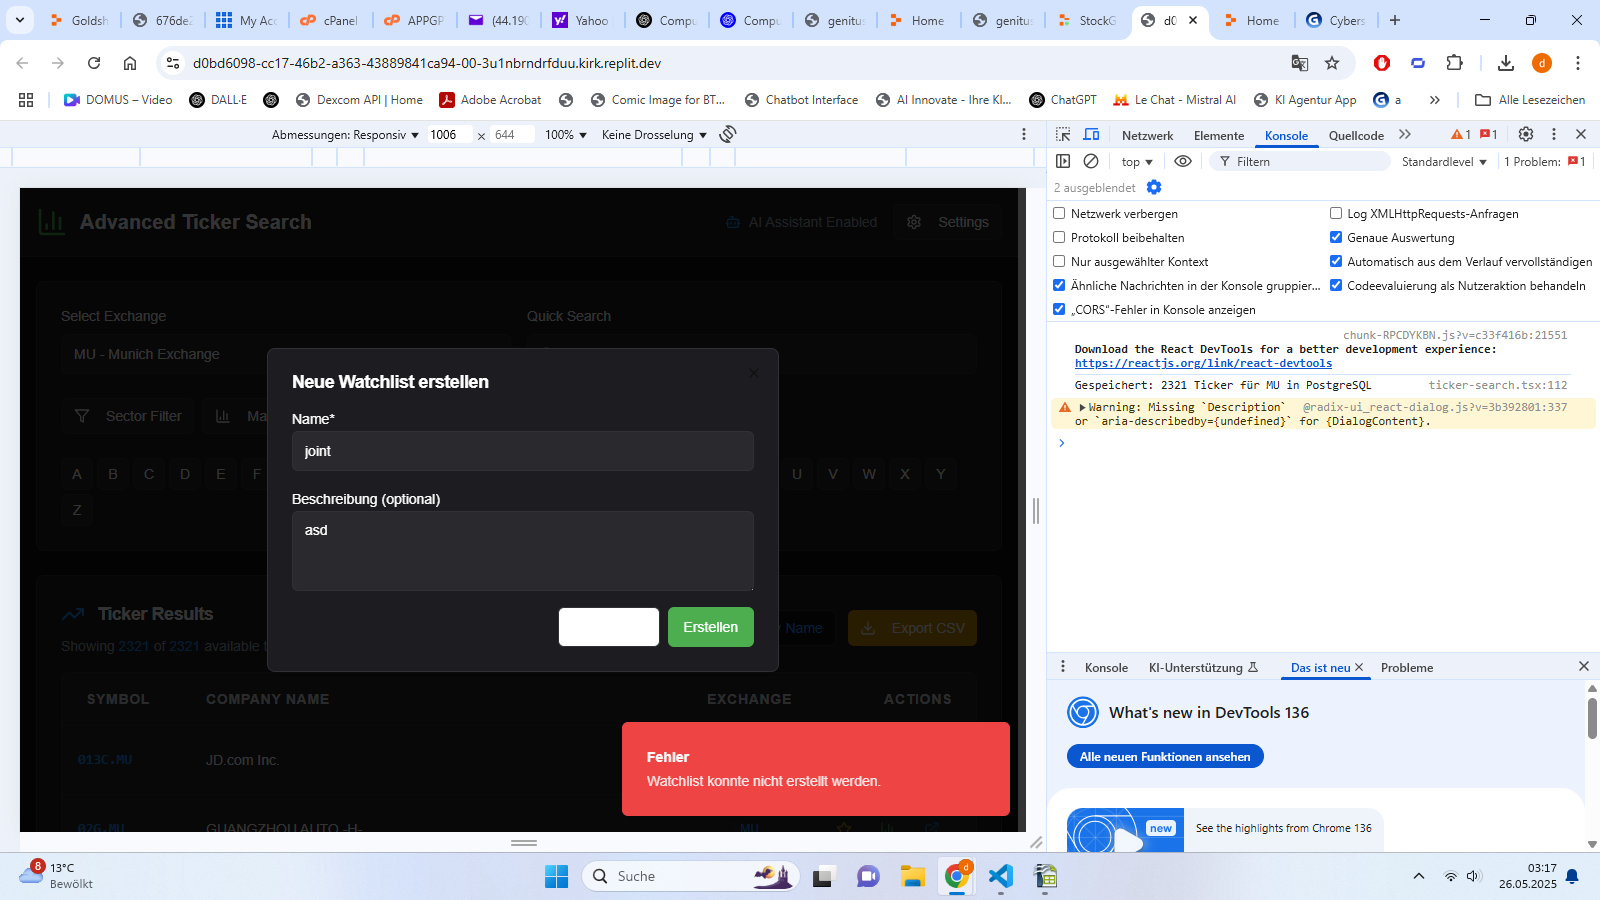 Goldsh
676de2
My Acc
cPanel
APPGP
(44.190
Yahoo
Compu
Compu
genitus
Home
genitus
StockG
d0
Home
Cybers
d0bd6098-cc17-46b2-a363-43889841ca94-00-3u1nbrndrfduu.kirk.replit.dev
d
DOMUS – Video
DALL·E
Dexcom API | Home
Adobe Acrobat
Comic Image for BT...
Chatbot Interface
AI Innovate - Ihre KI...
ChatGPT
Le Chat - Mistral AI
KI Agentur App
a
»
Alle Lesezeichen
Abmessungen: Responsiv
1006
×
644
100%
Keine Drosselung
Netzwerk
Elemente
Konsole
Quellcode
1
1
top
Filtern
Standardlevel
1 Problem:
1
2 ausgeblendet
Netzwerk verbergen
Log XMLHttpRequests-Anfragen
Protokoll beibehalten
Genaue Auswertung
Nur ausgewählter Kontext
Automatisch aus dem Verlauf vervollständigen
Ähnliche Nachrichten in der Konsole gruppier...
Codeevaluierung als Nutzeraktion behandeln
„CORS“-Fehler in Konsole anzeigen
chunk-RPCDYKBN.js?v=c33f416b:21551
Download the React DevTools for a better development experience:
https://reactjs.org/link/react-devtools
Gespeichert: 2321 Ticker für MU in PostgreSQL
ticker-search.tsx:112
Warning: Missing `Description`
@radix-ui_react-dialog.js?v=3b392801:337
or `aria-describedby={undefined}` for {DialogContent}.
Advanced Ticker Search
AI Assistant Enabled
Settings
Select Exchange
Quick Search
MU - Munich Exchange
Sector Filter
Ma
A
B
C
D
E
F
U
V
W
X
Y
Z
Neue Watchlist erstellen
Name*
joint
Beschreibung (optional)
asd
Erstellen
Ticker Results
Showing 2321 of 2321 available t
Name
Export CSV
SYMBOL
COMPANY NAME
EXCHANGE
ACTIONS
013C.MU
JD.com Inc.
02G.MU
GUANGZHOU AUTO -H-
MU
Fehler
Watchlist konnte nicht erstellt werden.
Konsole
KI-Unterstützung
Das ist neu
Probleme
What's new in DevTools 136
Alle neuen Funktionen ansehen
new
See the highlights from Chrome 136
8
13°C
Bewölkt
Suche
d
03:17
26.05.2025